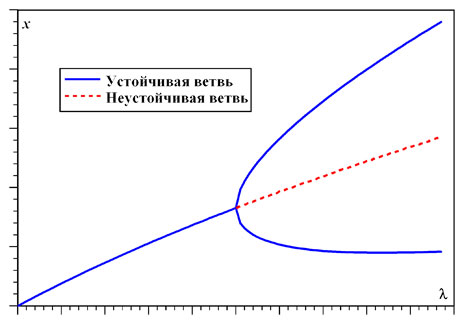 x
Устойчивая ветвь
Неустойчивая ветвь
λ